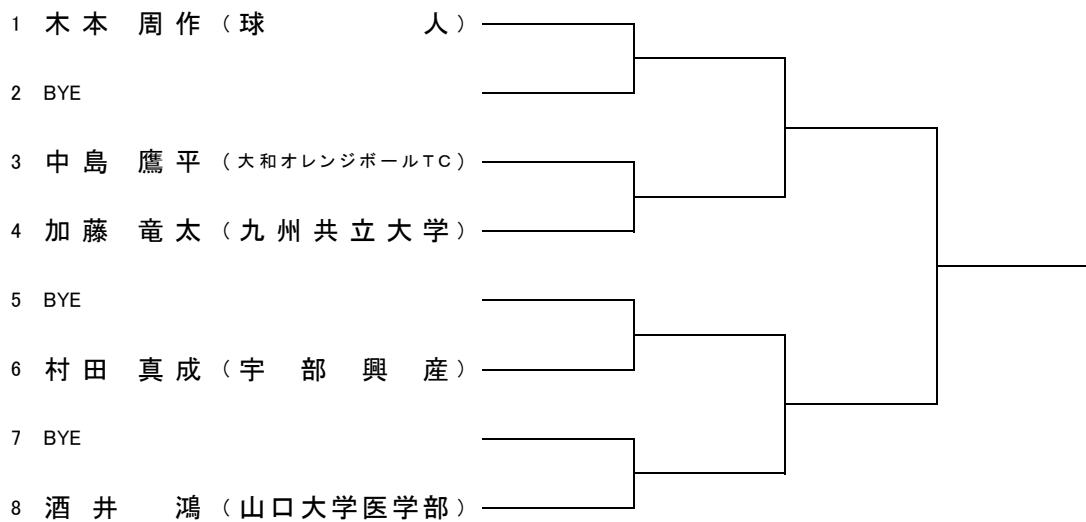 1 木本 周作 (球 人)
2 BYE
3 中島 鷹平 (大和オレンジボールTC)
4 加藤 竜太 (九州共立大学)
5 BYE
6 村田 真成 (宇部興産)
7 BYE
8 酒井 鴻 (山口大学医学部)